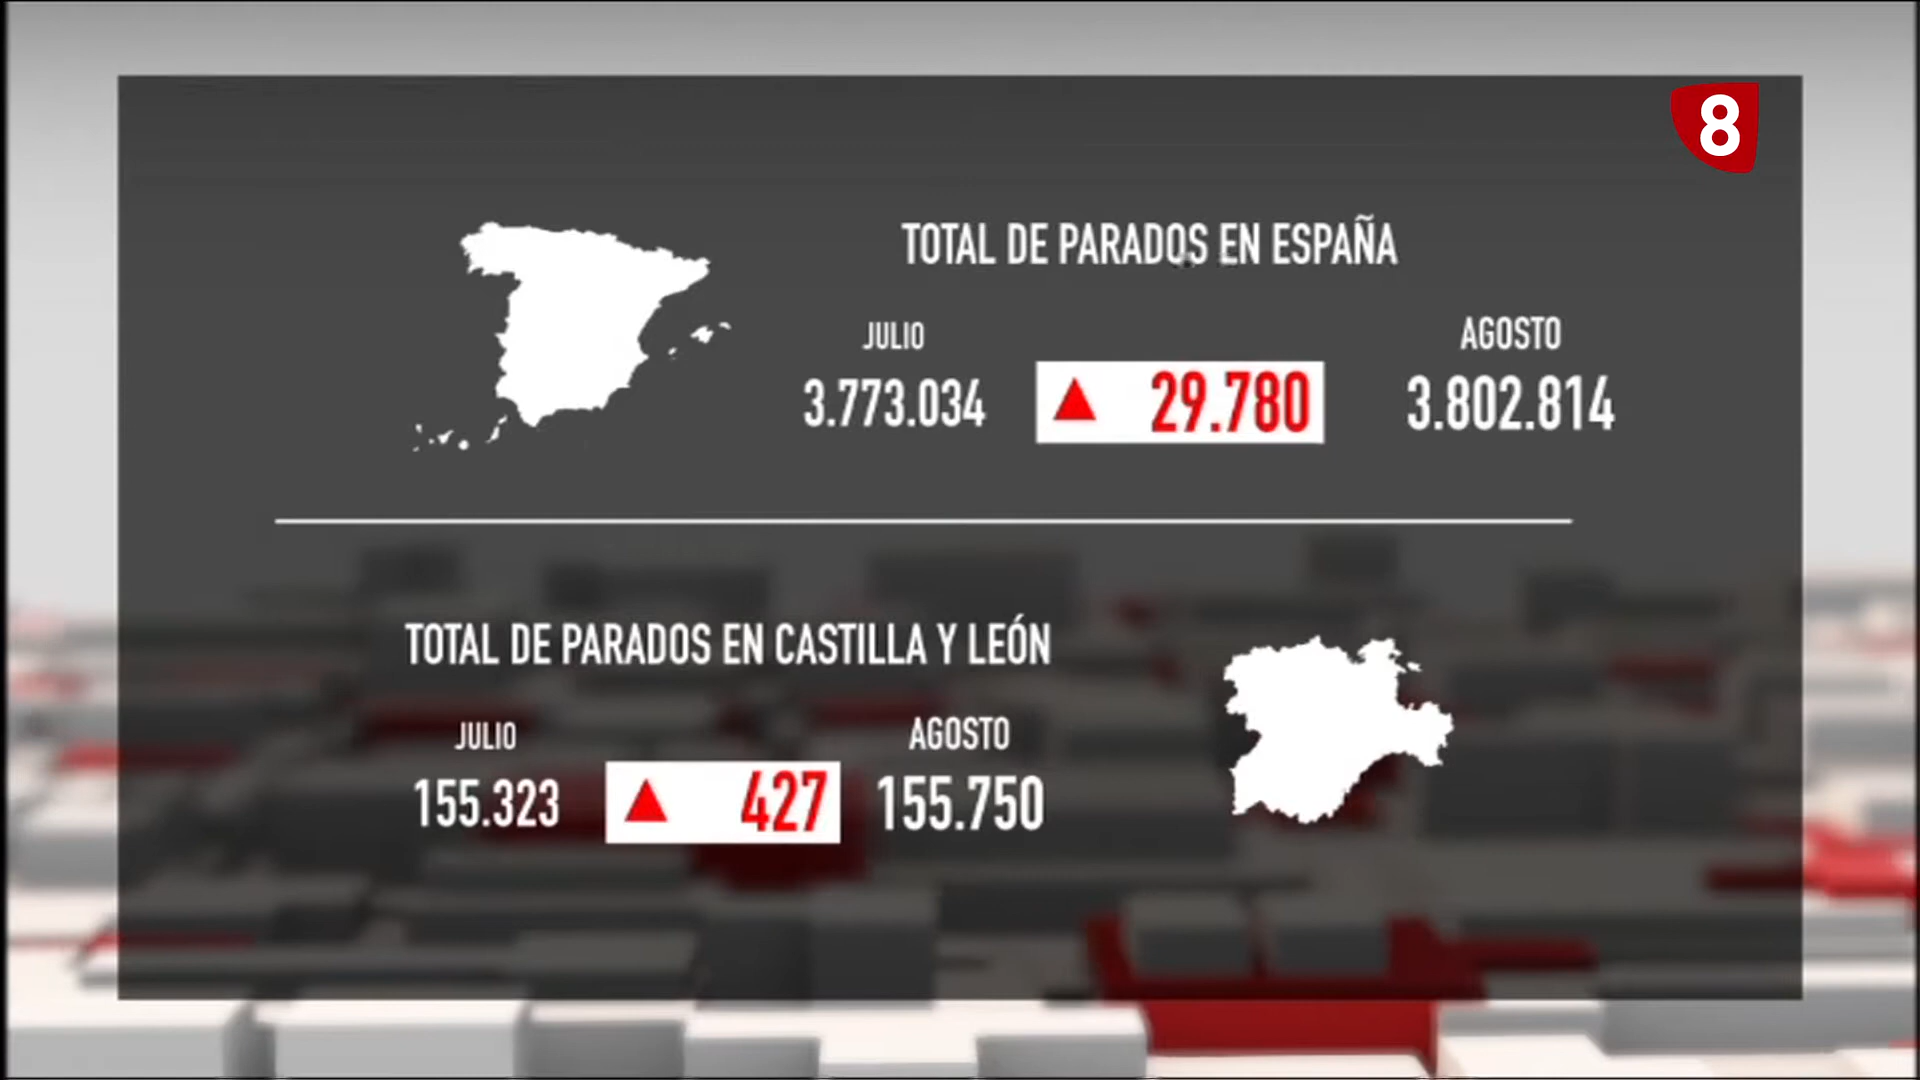 8
TOTAL DE PARADOS EN ESPAÑA
JULIO
AGOSTO
3.773.034
29.780
3.802.814
TOTAL DE PARADOS EN CASTILLA Y LEÓN
JULIO
AGOSTO
155.323
427
155.750